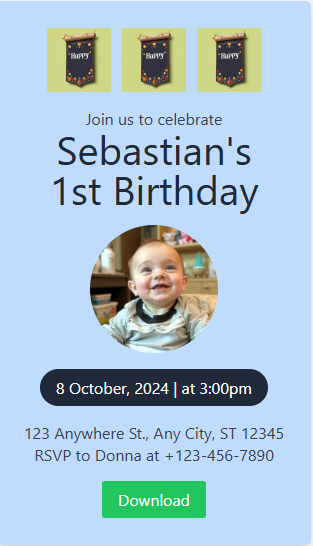 Happy Happy Happy
Join us to celebrate
Sebastian's
1st Birthday
8 October, 2024 | at 3:00pm
123 Anywhere St., Any City, ST 12345
RSVP to Donna at +123-456-7890
Download